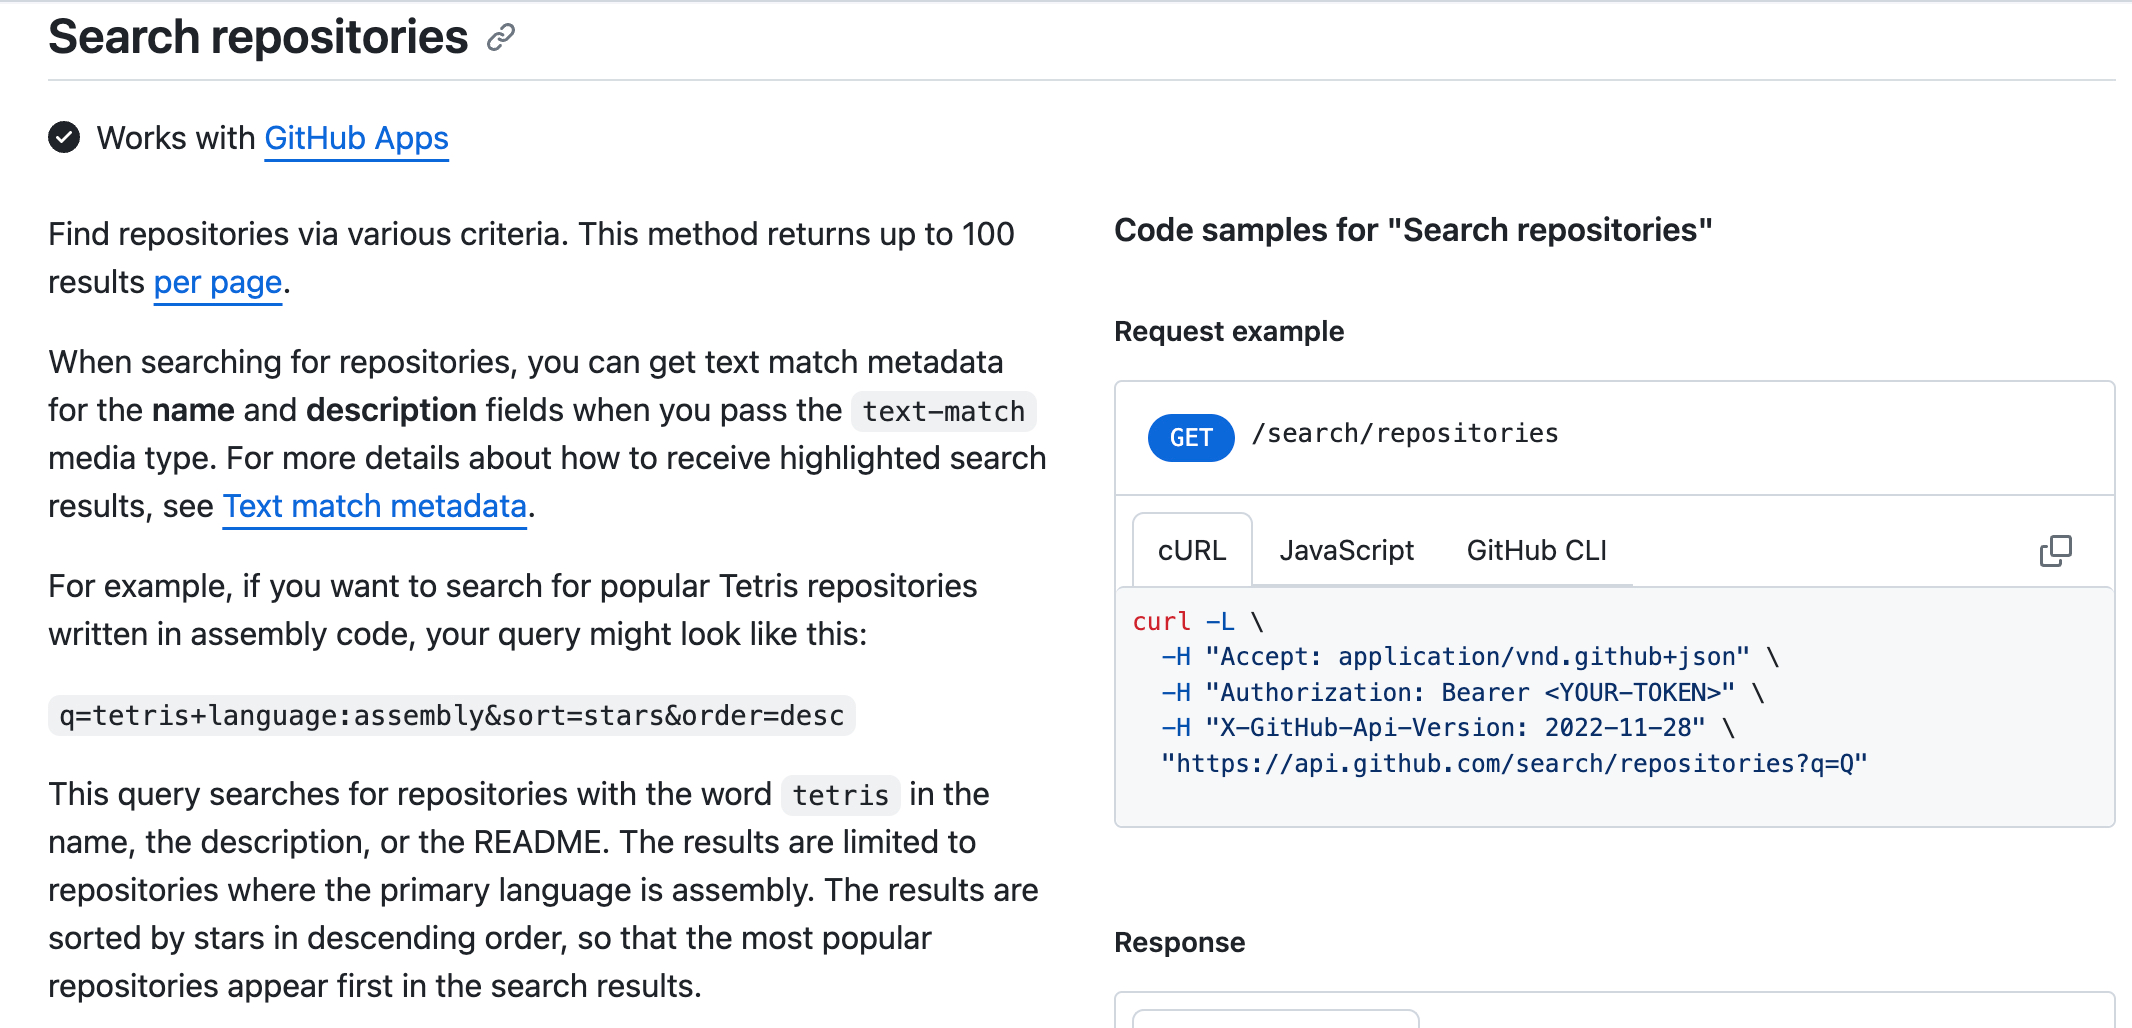 Search repositories
Works with GitHub Apps
Find repositories via various criteria. This method returns up to 100
results per page.
When searching for repositories, you can get text match metadata
for the name and description fields when you pass the text-match
media type. For more details about how to receive highlighted search
results, see Text match metadata.
For example, if you want to search for popular Tetris repositories
written in assembly code, your query might look like this:
q=tetris+language:assembly&sort=stars&order=desc
This query searches for repositories with the word tetris in the
name, the description, or the README. The results are limited to
repositories where the primary language is assembly. The results are
sorted by stars in descending order, so that the most popular
repositories appear first in the search results.
Code samples for "Search repositories"
Request example
GET /search/repositories
cURL JavaScript GitHub CLI
curl -L \
  -H "Accept: application/vnd.github+json" \
  -H "Authorization: Bearer <YOUR-TOKEN>" \
  -H "X-GitHub-Api-Version: 2022-11-28" \
  "https://api.github.com/search/repositories?q=Q"
Response